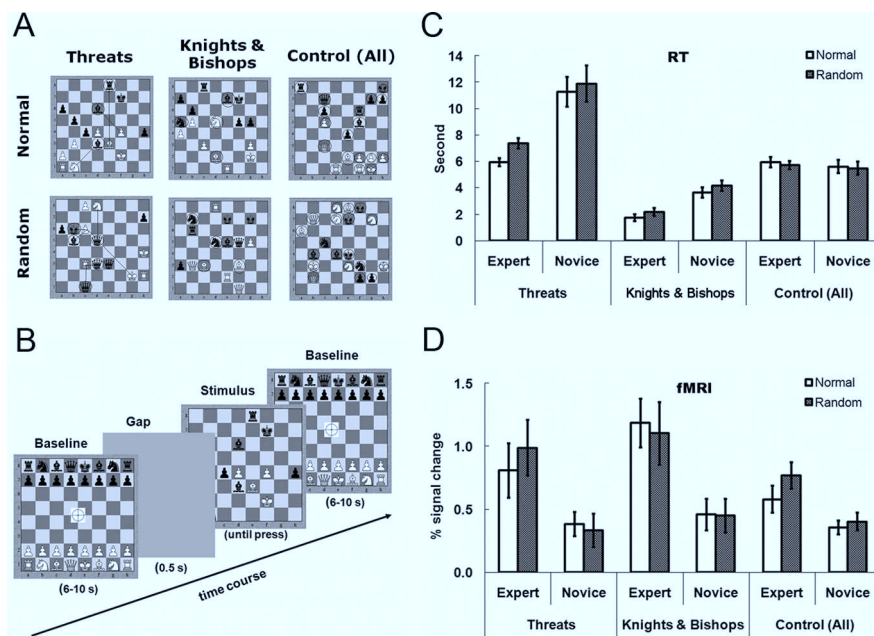 A
Threats
Knights &
Bishops
Control (All)
Normal
Random
B
Baseline
Gap
Stimulus
Baseline
(6-10 s)
(0.5 s)
(until press)
(6-10 s)
time course
C
RT
Normal
Random
Second
14
12
10
8
6
4
2
0
Expert
Novice
Expert
Novice
Expert
Novice
Threats
Knights & Bishops
Control (All)
D
fMRI
Normal
Random
% signal change
1.5
1.0
0.5
0.0
Expert
Novice
Expert
Novice
Expert
Novice
Threats
Knights & Bishops
Control (All)